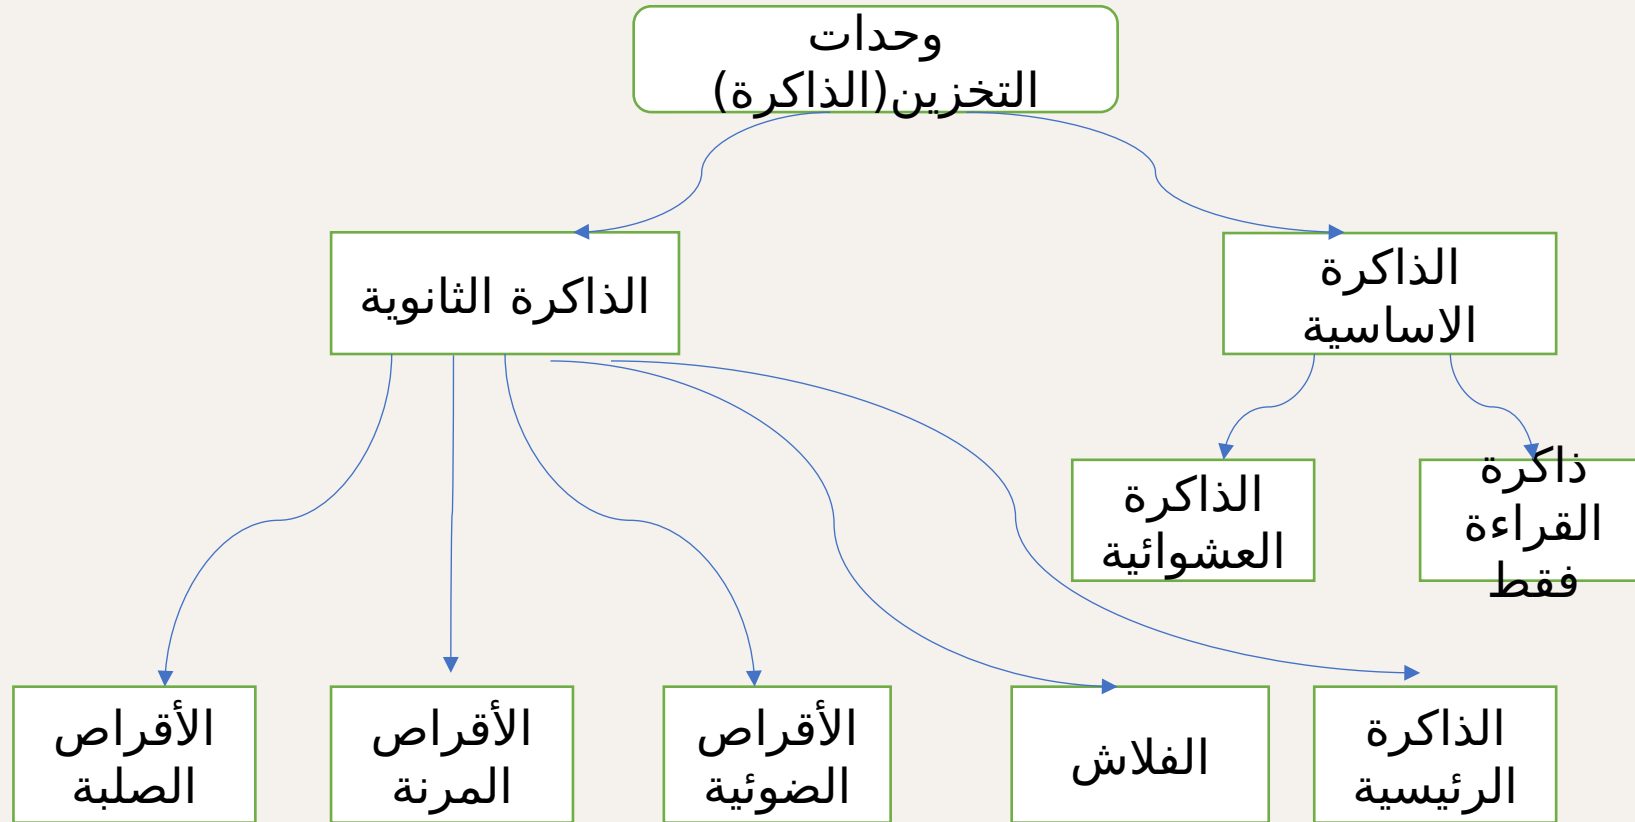 وحدات
التخزين(الذاكرة)
الذاكرة
الاساسية
الذاكرة الثانوية
ذاكرة
القراءة
فقط
الذاكرة
العشوائية
الذاكرة
الرئيسية
الفلاش
الأقراص
الضوئية
الأقراص
المرنة
الأقراص
الصلبة